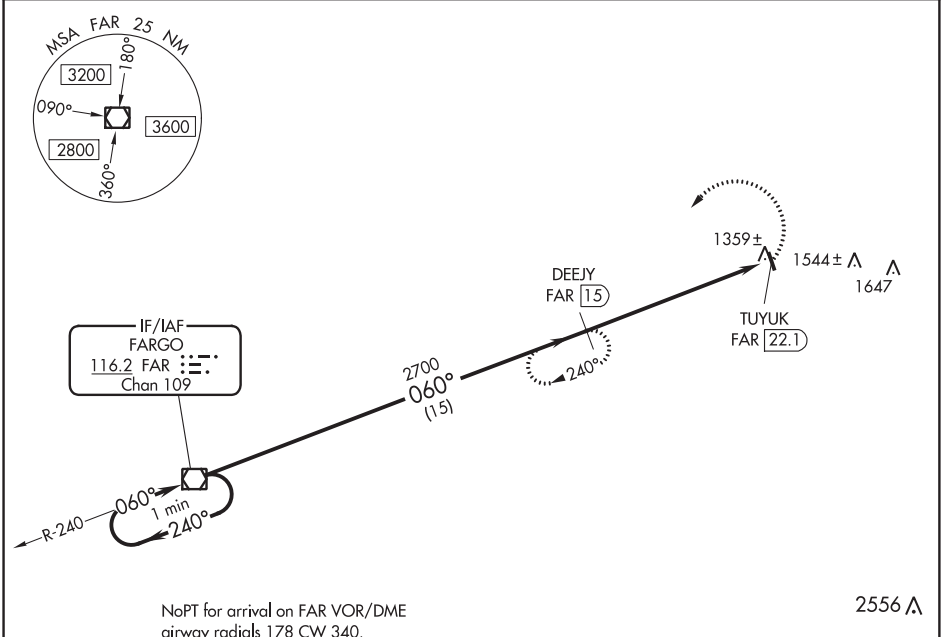 MSA FAR 25 NM
180°
3200
090°
3600
2800
360°
1359±
1544±
1647
DEEJY
FAR 15
TUYUK
FAR 22.1
IF/IAF
FARGO
116.2 FAR
Chan 109
2700
060°
(15)
240°
060°
1 min
240°
R-240
NoPT for arrival on FAR VOR/DME
airway radials 178 CW 340.
2556